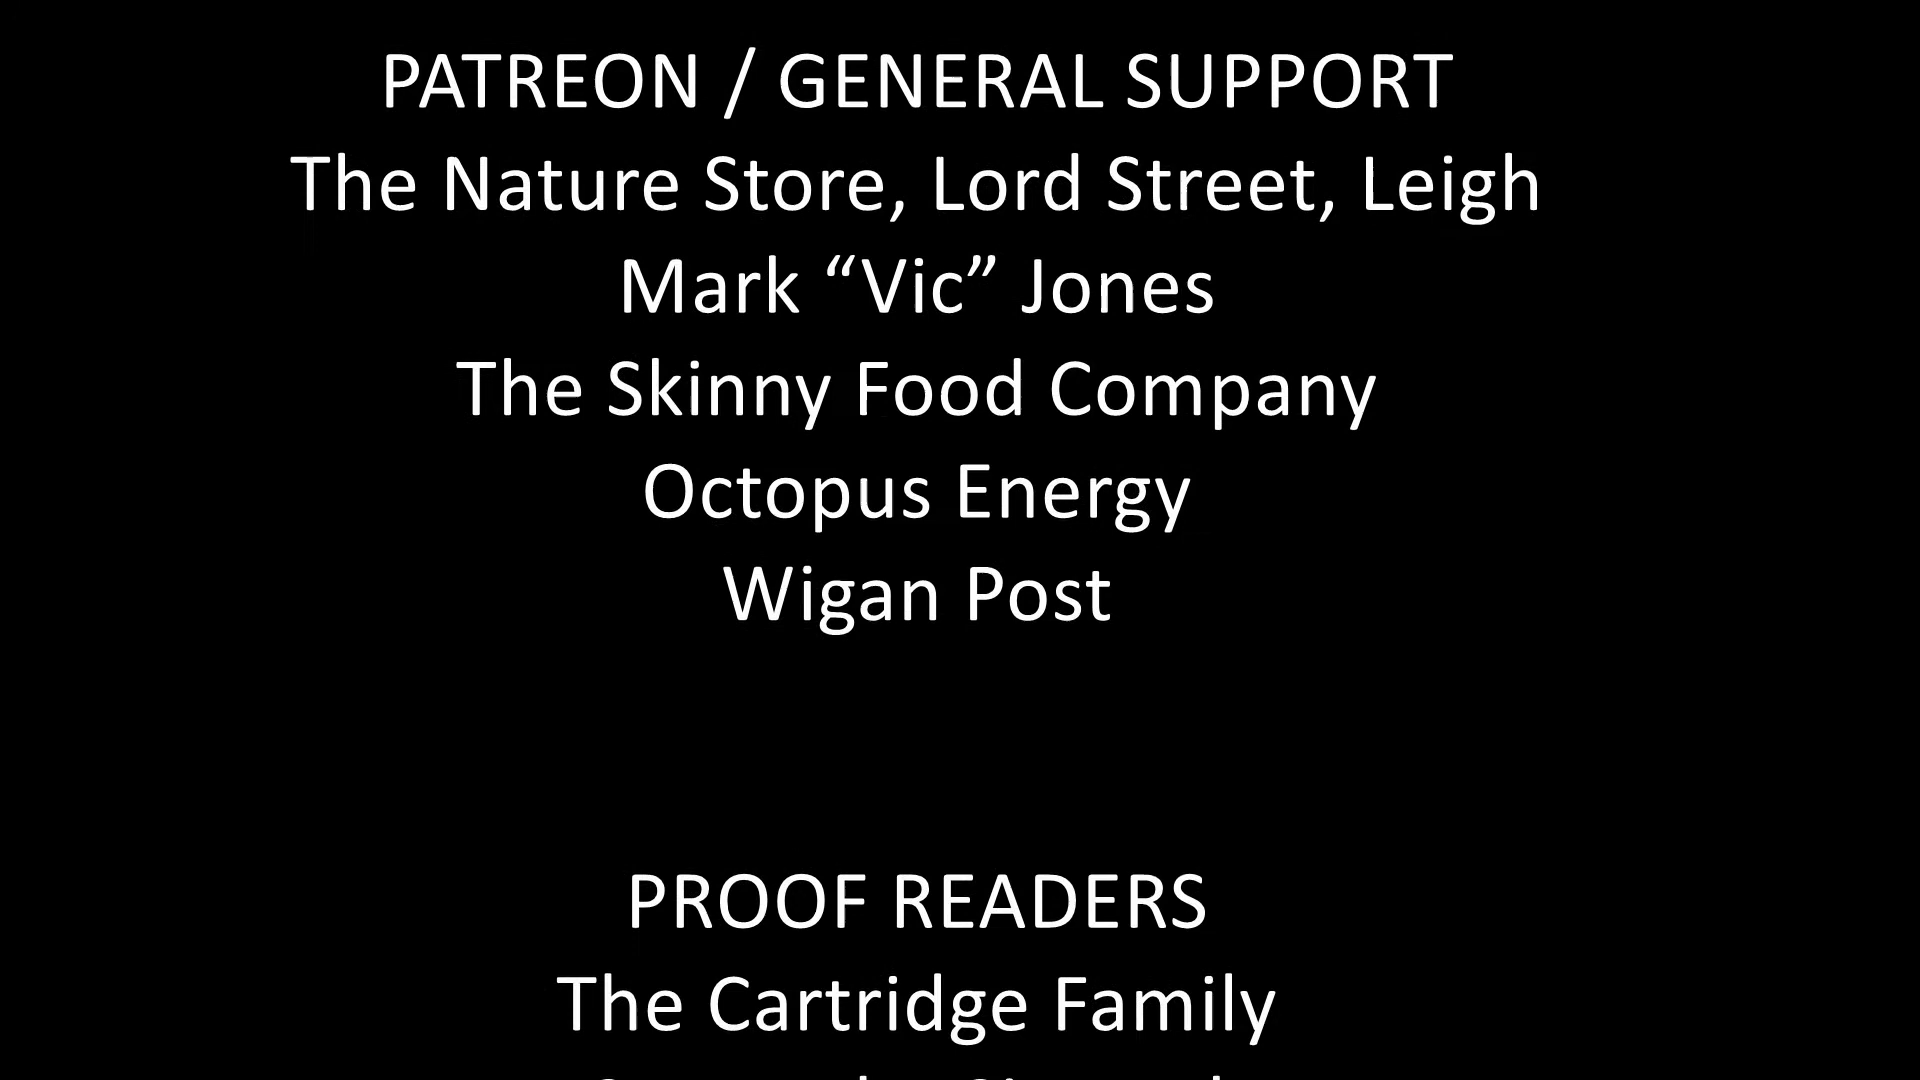 PATREON / GENERAL SUPPORT
The Nature Store, Lord Street, Leigh
Mark “Vic” Jones
The Skinny Food Company
Octopus Energy
Wigan Post
PROOF READERS
The Cartridge Family